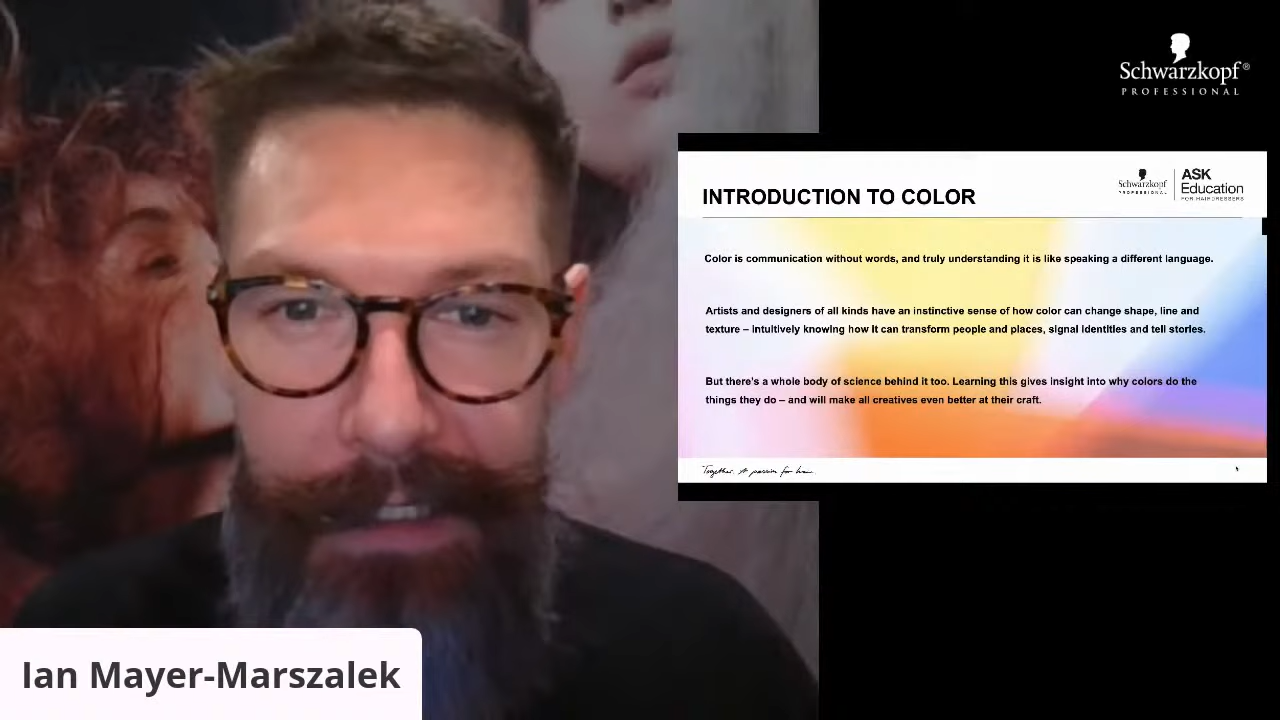 Schwarzkopf®
PROFESSIONAL
Schwarzkopf
PROFESSIONAL
ASK
Education
FOR HAIRDRESSERS
INTRODUCTION TO COLOR
Color is communication without words, and truly understanding it is like speaking a different language.
Artists and designers of all kinds have an instinctive sense of how color can change shape, line and
texture – intuitively knowing how it can transform people and places, signal identities and tell stories.
But there's a whole body of science behind it too. Learning this gives insight into why colors do the
things they do – and will make all creatives even better at their craft.
Together. A passion for hair.
Ian Mayer-Marszalek